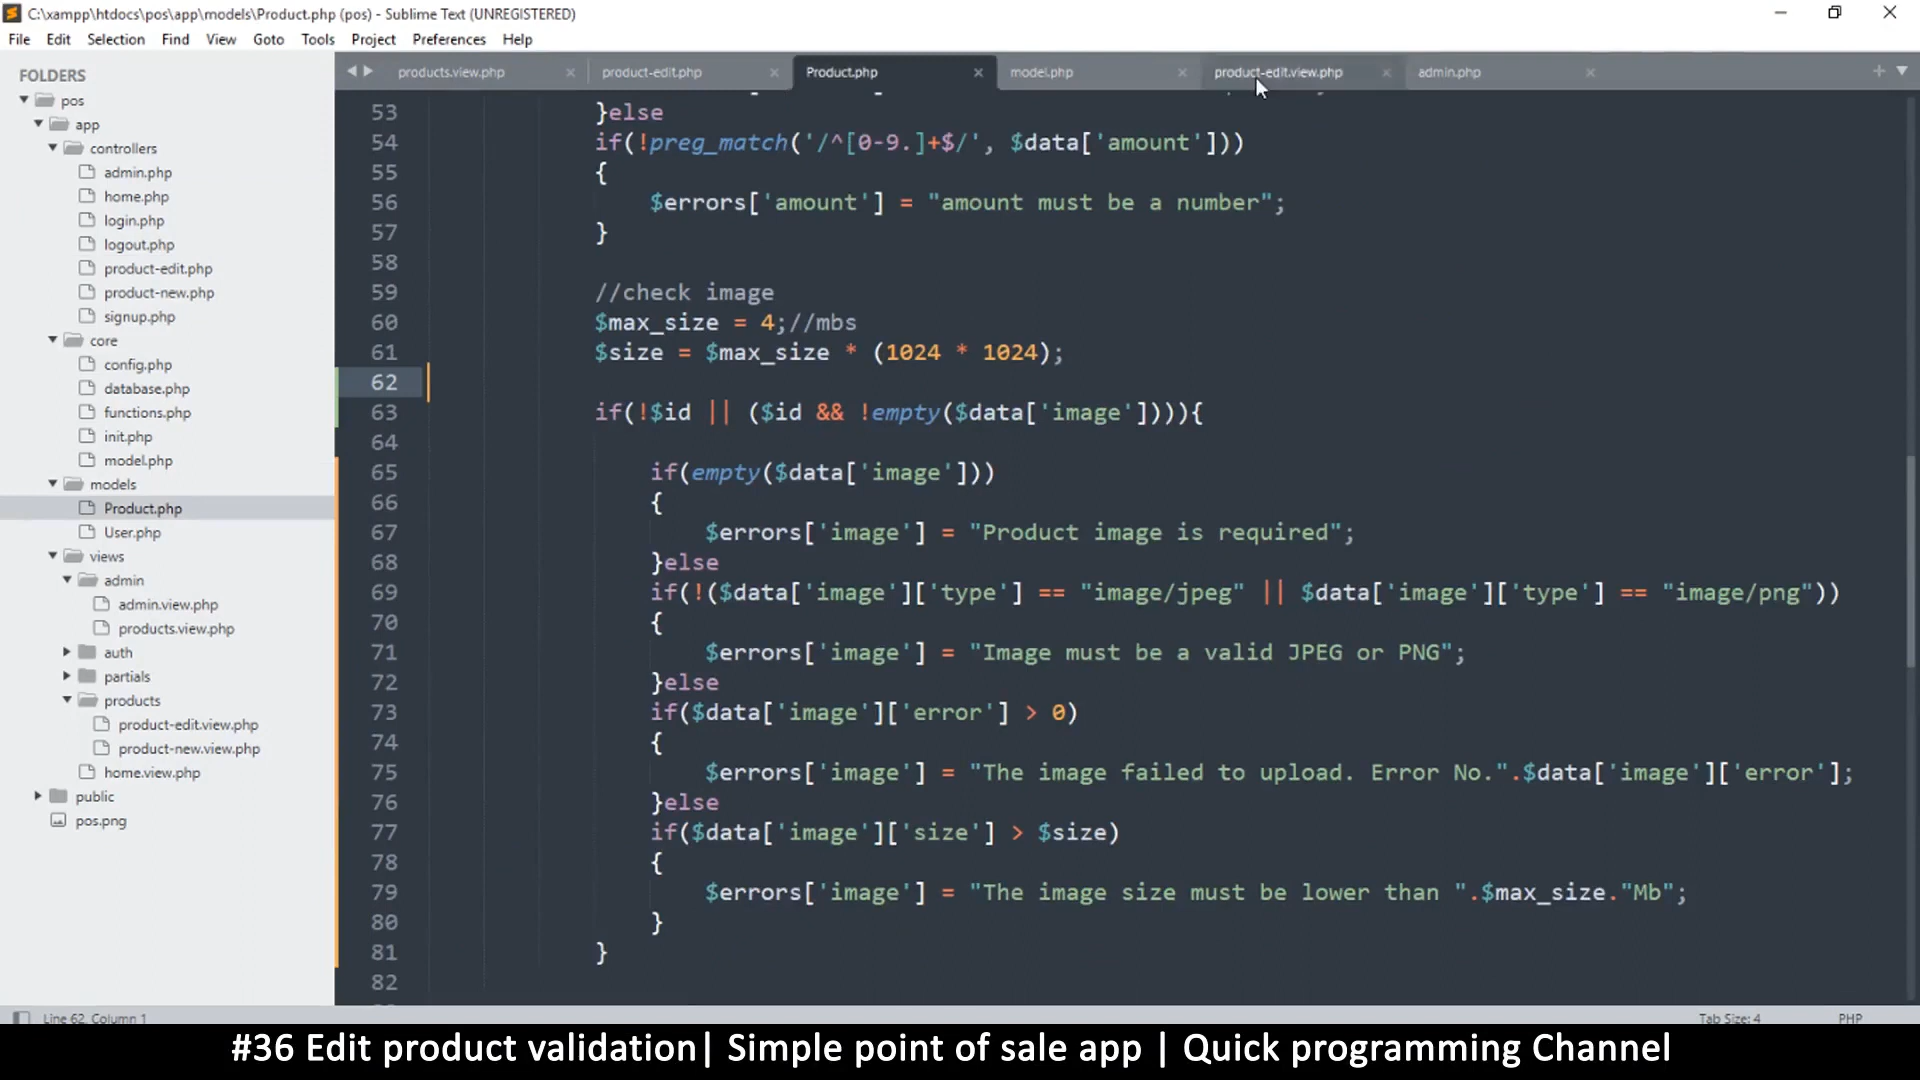 C:\xampp\htdocs\pos\app\models\Product.php (pos) - Sublime Text (UNREGISTERED)
File Edit Selection Find View Goto Tools Project Preferences Help
FOLDERS
pos
app
controllers
admin.php
home.php
login.php
logout.php
product-edit.php
product-new.php
signup.php
core
config.php
database.php
functions.php
init.php
model.php
models
Product.php
User.php
views
admin
admin.view.php
products.view.php
auth
partials
products
product-edit.view.php
product-new.view.php
home.view.php
public
pos.png
products.view.php product-edit.php Product.php model.php product-edit.view.php admin.php
53 }else
54 if(!preg_match('/^[0-9.]+$/', $data['amount']))
55 {
56 $errors['amount'] = "amount must be a number";
57 }
58
59 //check image
60 $max_size = 4;//mbs
61 $size = $max_size * (1024 * 1024);
62
63 if(!$id || ($id && !empty($data['image']))){
64
65 if(empty($data['image']))
66 {
67 $errors['image'] = "Product image is required";
68 }else
69 if(!($data['image']['type'] == "image/jpeg" || $data['image']['type'] == "image/png"))
70 {
71 $errors['image'] = "Image must be a valid JPEG or PNG";
72 }else
73 if($data['image']['error'] > 0)
74 {
75 $errors['image'] = "The image failed to upload. Error No.".$data['image']['error'];
76 }else
77 if($data['image']['size'] > $size)
78 {
79 $errors['image'] = "The image size must be lower than ".$max_size."Mb";
80 }
81 }
82
Line 62, Column 1 Tab Size: 4 PHP
#36 Edit product validation| Simple point of sale app | Quick programming Channel